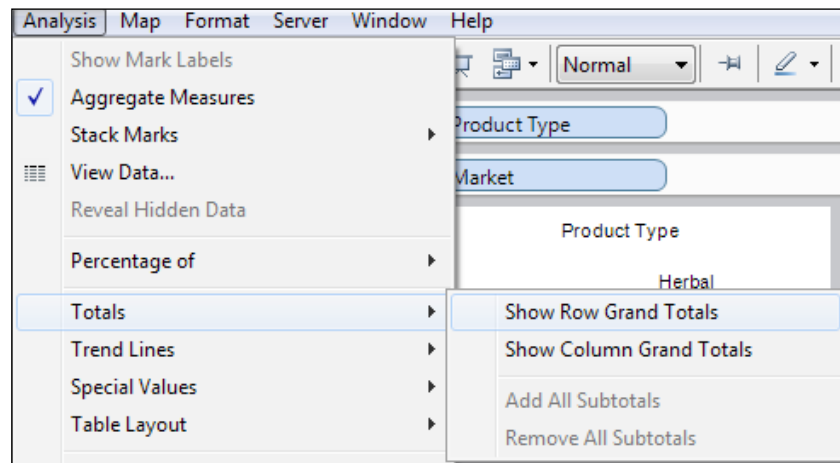 Analysis Map Format Server Window Help
Show Mark Labels
Normal
Aggregate Measures
Product Type
Stack Marks
View Data...
Market
Reveal Hidden Data
Product Type
Percentage of
Herbal
Totals
Show Row Grand Totals
Trend Lines
Show Column Grand Totals
Special Values
Add All Subtotals
Table Layout
Remove All Subtotals